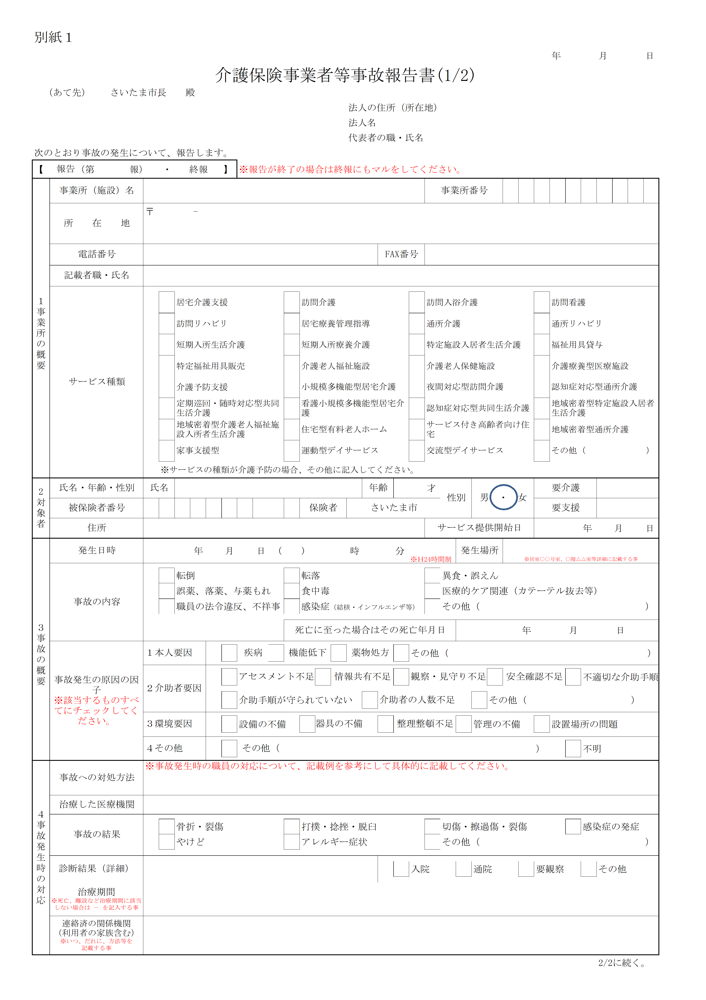 別紙１
年　月　日
介護保険事業者等事故報告書(1/2)
（あて先）　さいたま市長　殿
法人の住所（所在地）
法人名
代表者の職・氏名
次のとおり事故の発生について、報告します。
【　報告（第　　報）　・　終報　】 ※報告が終了の場合は終報にもマルをしてください。
1事業所の概要
事業所（施設）名　事業所番号
所　在　地　〒　－
電話番号　FAX番号
記載者職・氏名
サービス種類
居宅介護支援　訪問介護　訪問入浴介護　訪問看護
訪問リハビリ　居宅療養管理指導　通所介護　通所リハビリ
短期入所生活介護　短期入所療養介護　特定施設入居者生活介護　福祉用具貸与
特定福祉用具販売　介護老人福祉施設　介護老人保健施設　介護療養型医療施設
介護予防支援　小規模多機能型居宅介護　夜間対応型訪問介護　認知症対応型通所介護
定期巡回・随時対応型共同生活介護　看護小規模多機能型居宅介護　認知症対応型共同生活介護　地域密着型特定施設入居者生活介護
地域密着型介護老人福祉施設入所者生活介護　住宅型有料老人ホーム　サービス付き高齢者向け住宅　地域密着型通所介護
家事支援型　運動型デイサービス　交流型デイサービス　その他（　　）
※サービスの種類が介護予防の場合、その他に記入してください。
2対象者
氏名・年齢・性別　氏名　年齢　才　性別　男　・　女　要介護
被保険者番号　保険者　さいたま市　要支援
住所　サービス提供開始日　年　月　日
3事故の概要
発生日時　年　月　日　（　）　時　分　※H24時間制　発生場所　※居室○○号室、○階△△室等詳細に記載する事
事故の内容
転倒　転落　異食・誤えん
誤薬、落薬、与薬もれ　食中毒　医療的ケア関連（カテーテル抜去等）
職員の法令違反、不祥事　感染症（結核・インフルエンザ等）　その他（　　）
死亡に至った場合はその死亡年月日　年　月　日
事故発生の原因の因
子
※該当するものすべ
てにチェックしてく
ださい。
１本人要因　疾病　機能低下　薬物処方　その他（　　）
２介助者要因　アセスメント不足　情報共有不足　観察・見守り不足　安全確認不足　不適切な介助手順
介助手順が守られていない　介助者の人数不足　その他（　　）
３環境要因　設備の不備　器具の不備　整理整頓不足　管理の不備　設置場所の問題
４その他　その他（　　）　不明
4事故発生時の対応
事故への対処方法　※事故発生時の職員の対応について、記載例を参考にして具体的に記載してください。
治療した医療機関
事故の結果
骨折・裂傷　打撲・捻挫・脱臼　切傷・擦過傷・裂傷　感染症の発症
やけど　アレルギー症状　その他（　　）
診断結果（詳細）　入院　通院　要観察　その他
治療期間
※死亡、離設など治療期間に該当
しない場合は － を記入する事
連絡済の関係機関
（利用者の家族含む）
※いつ、だれに、方法等を
記載する事
2/2に続く。